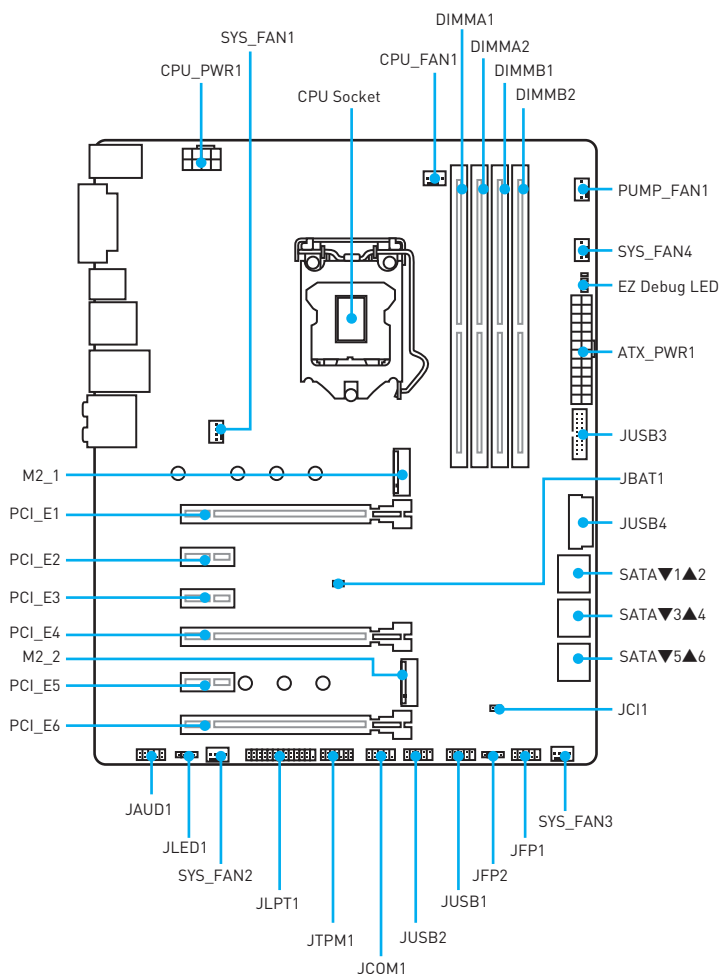 DIMMA1
SYS_FAN1
DIMMA2
CPU_FAN1
CPU_PWR1
DIMMB1
CPU Socket
DIMMB2
PUMP_FAN1
SYS_FAN4
EZ Debug LED
ATX_PWR1
JUSB3
M2_1
JBAT1
PCI_E1
JUSB4
PCI_E2
SATA▼1▲2
PCI_E3
SATA▼3▲4
PCI_E4
M2_2
SATA▼5▲6
PCI_E5
JCI1
PCI_E6
JAUD1
SYS_FAN3
JLED1
JFP1
SYS_FAN2
JFP2
JLPT1
JUSB1
JTPM1
JUSB2
JCOM1